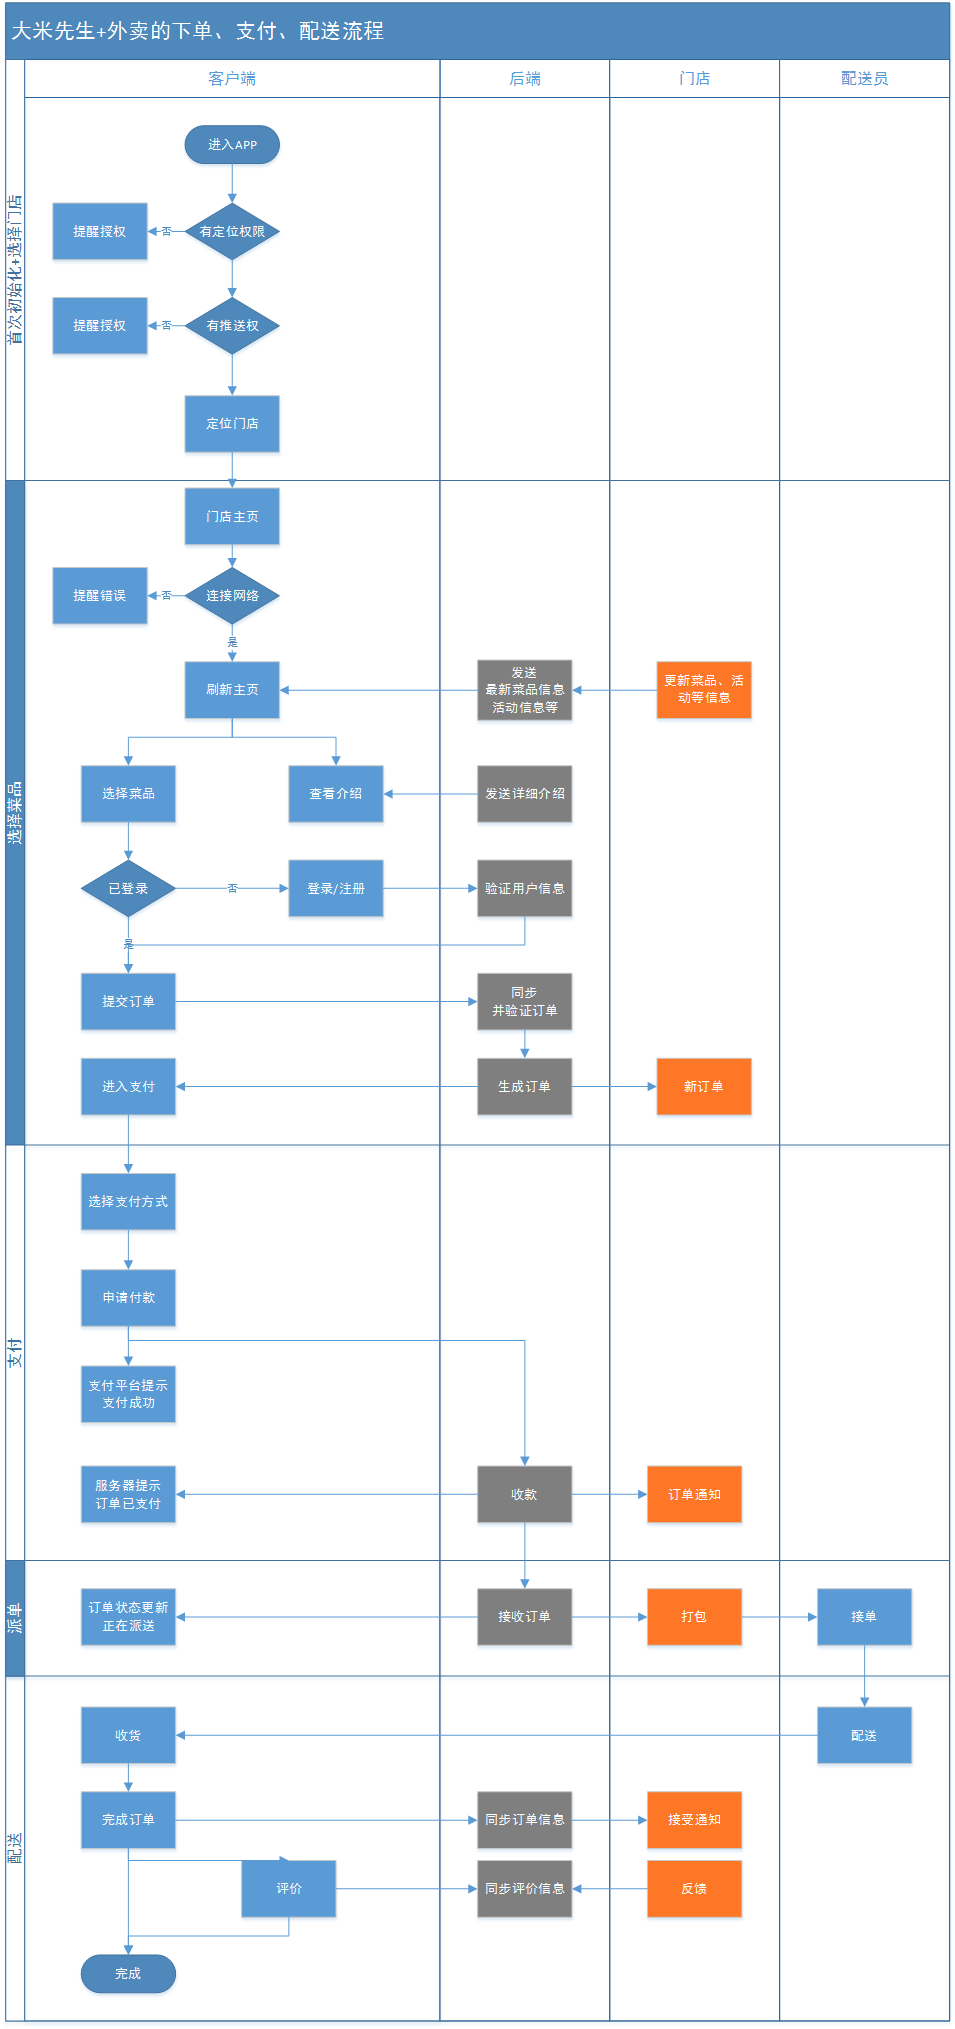 大米先生+外卖的下单、支付、配送流程
客户端
后端
门店
配送员
首次初始化+选择门店
进入APP
提醒授权
否
有定位权限
提醒授权
否
有推送权
定位门店
选择菜品
门店主页
提醒错误
否
连接网络
是
刷新主页
发送
最新菜品信息
活动信息等
更新菜品、活
动等信息
选择菜品
查看介绍
发送详细介绍
已登录
否
登录/注册
验证用户信息
是
提交订单
同步
并验证订单
进入支付
生成订单
新订单
支付
选择支付方式
申请付款
支付平台提示
支付成功
服务器提示
订单已支付
收款
订单通知
派单
订单状态更新
正在派送
接收订单
打包
接单
配送
收货
配送
完成订单
同步订单信息
接受通知
评价
同步评价信息
反馈
完成